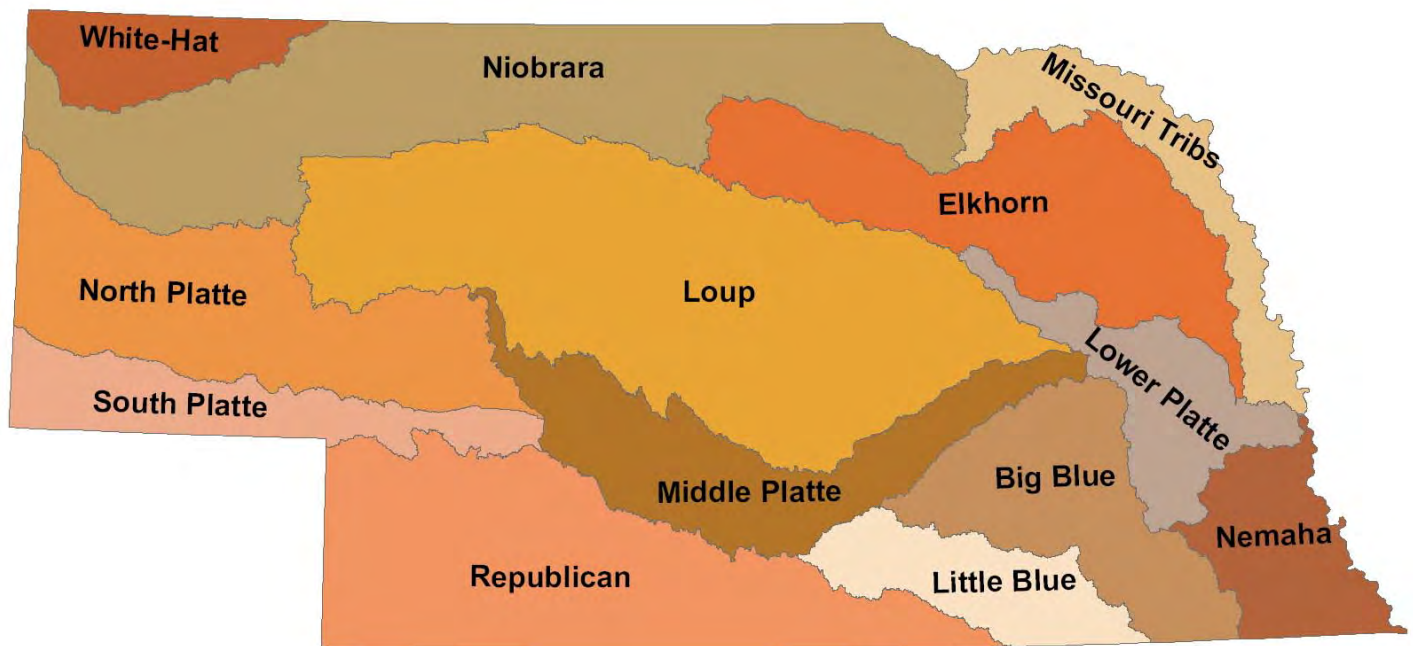 White-Hat
Niobrara
Missouri Tribs
Elkhorn
North Platte
Loup
Lower Platte
South Platte
Middle Platte
Big Blue
Nemaha
Republican
Little Blue